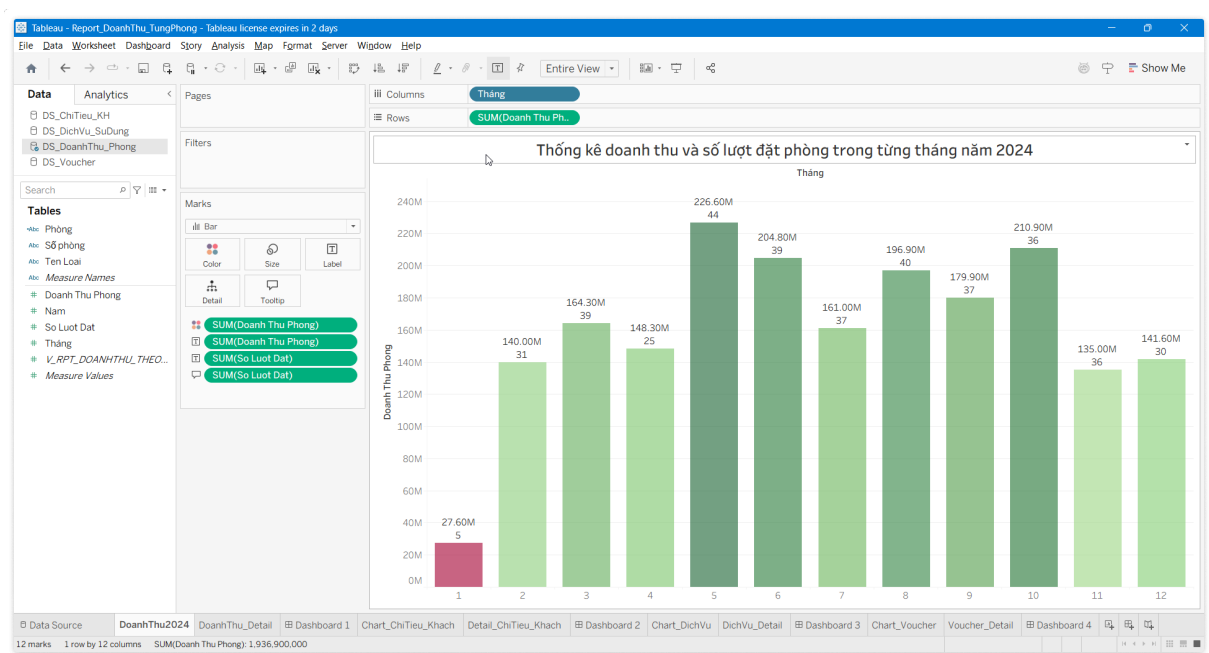 Tableau - Report_DoanhThu_TungPhong - Tableau license expires in 2 days
File Data Worksheet Dashboard Story Analysis Map Format Server Window Help
Entire View
Show Me
Data Analytics
DS_ChiTieu_KH
DS_DichVu_SuDung
DS_DoanhThu_Phong
DS_Voucher
Search
Tables
Abc Phòng
Abc Số phòng
Abc Ten Loai
Abc Measure Names
# Doanh Thu Phong
# Nam
# So Luot Dat
# Tháng
# V_RPT_DOANHTHU_THEO...
# Measure Values
Pages
Filters
Marks
Bar
Color Size Label
Detail Tooltip
SUM(Doanh Thu Phong)
SUM(Doanh Thu Phong)
SUM(So Luot Dat)
SUM(So Luot Dat)
Columns Tháng
Rows SUM(Doanh Thu Ph..
Thống kê doanh thu và số lượt đặt phòng trong từng tháng năm 2024
Tháng
Doanh Thu Phong
240M
220M
200M
180M
160M
140M
120M
100M
80M
60M
40M
20M
0M
27.60M
5
140.00M
31
164.30M
39
148.30M
25
226.60M
44
204.80M
39
161.00M
37
196.90M
40
179.90M
37
210.90M
36
135.00M
36
141.60M
30
1 2 3 4 5 6 7 8 9 10 11 12
Data Source DoanhThu2024 DoanhThu_Detail Dashboard 1 Chart_ChiTieu_Khach Detail_ChiTieu_Khach Dashboard 2 Chart_DichVu DichVu_Detail Dashboard 3 Chart_Voucher Voucher_Detail Dashboard 4
12 marks 1 row by 12 columns SUM(Doanh Thu Phong): 1,936,900,000